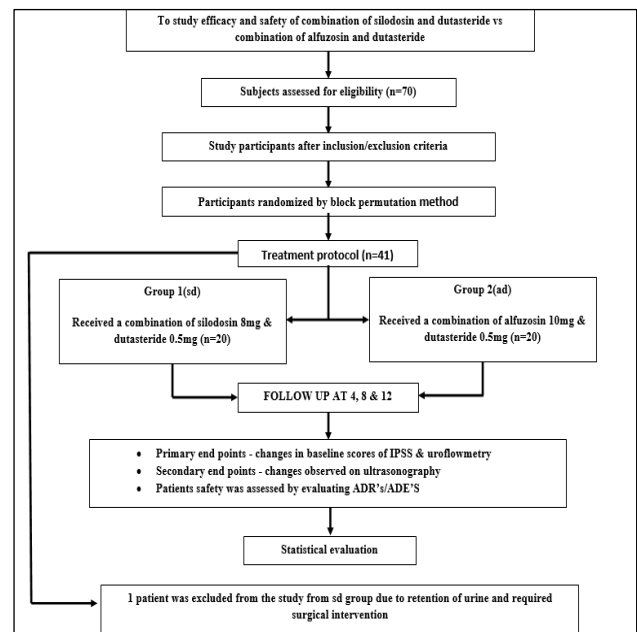 To study efficacy and safety of combination of silodosin and dutasteride vs
combination of alfuzosin and dutasteride
Subjects assessed for eligibility (n=70)
Study participants after inclusion/exclusion criteria
Participants randomized by block permutation method
Treatment protocol (n=41)
Group 1(sd)
Received a combination of silodosin 8mg &
dutasteride 0.5mg (n=20)
Group 2(ad)
Received a combination of alfuzosin 10mg &
dutasteride 0.5mg (n=20)
FOLLOW UP AT 4, 8 & 12
• Primary end points - changes in baseline scores of IPSS & uroflowmetry
• Secondary end points - changes observed on ultrasonography
• Patients safety was assessed by evaluating ADR's/ADE'S
Statistical evaluation
1 patient was excluded from the study from sd group due to retention of urine and required
surgical intervention